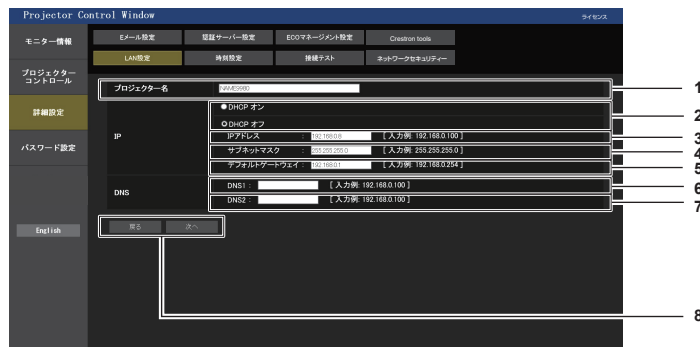 Projector Control Window
ライセンス
モニター情報
Eメール設定 認証サーバー設定 ECOマネージメント設定 Crestron tools
LAN設定 時刻設定 接続テスト ネットワークセキュリティー
プロジェクター
コントロール
詳細設定
パスワード設定
English
プロジェクター名 NAME5980 1
IP
DHCP オン 2
DHCP オフ
IPアドレス : 192.168.0.8 [ 入力例: 192.168.0.100 ] 3
サブネットマスク : 255.255.255.0 [ 入力例: 255.255.255.0 ] 4
デフォルトゲートウェイ : 192.168.0.1 [ 入力例: 192.168.0.254 ] 5
DNS
DNS1 : [ 入力例: 192.168.0.100 ] 6
DNS2 : [ 入力例: 192.168.0.100 ] 7
戻る 次へ 8